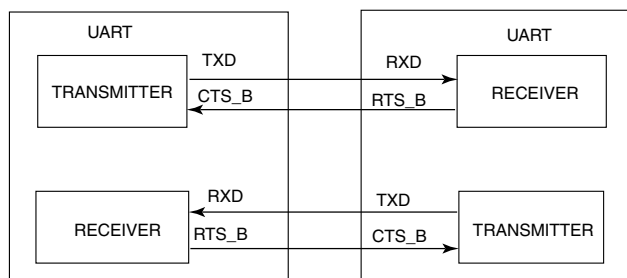 UART
UART
TXD
RXD
TRANSMITTER
CTS_B
RTS_B
RECEIVER
RXD
TXD
RECEIVER
RTS_B
CTS_B
TRANSMITTER